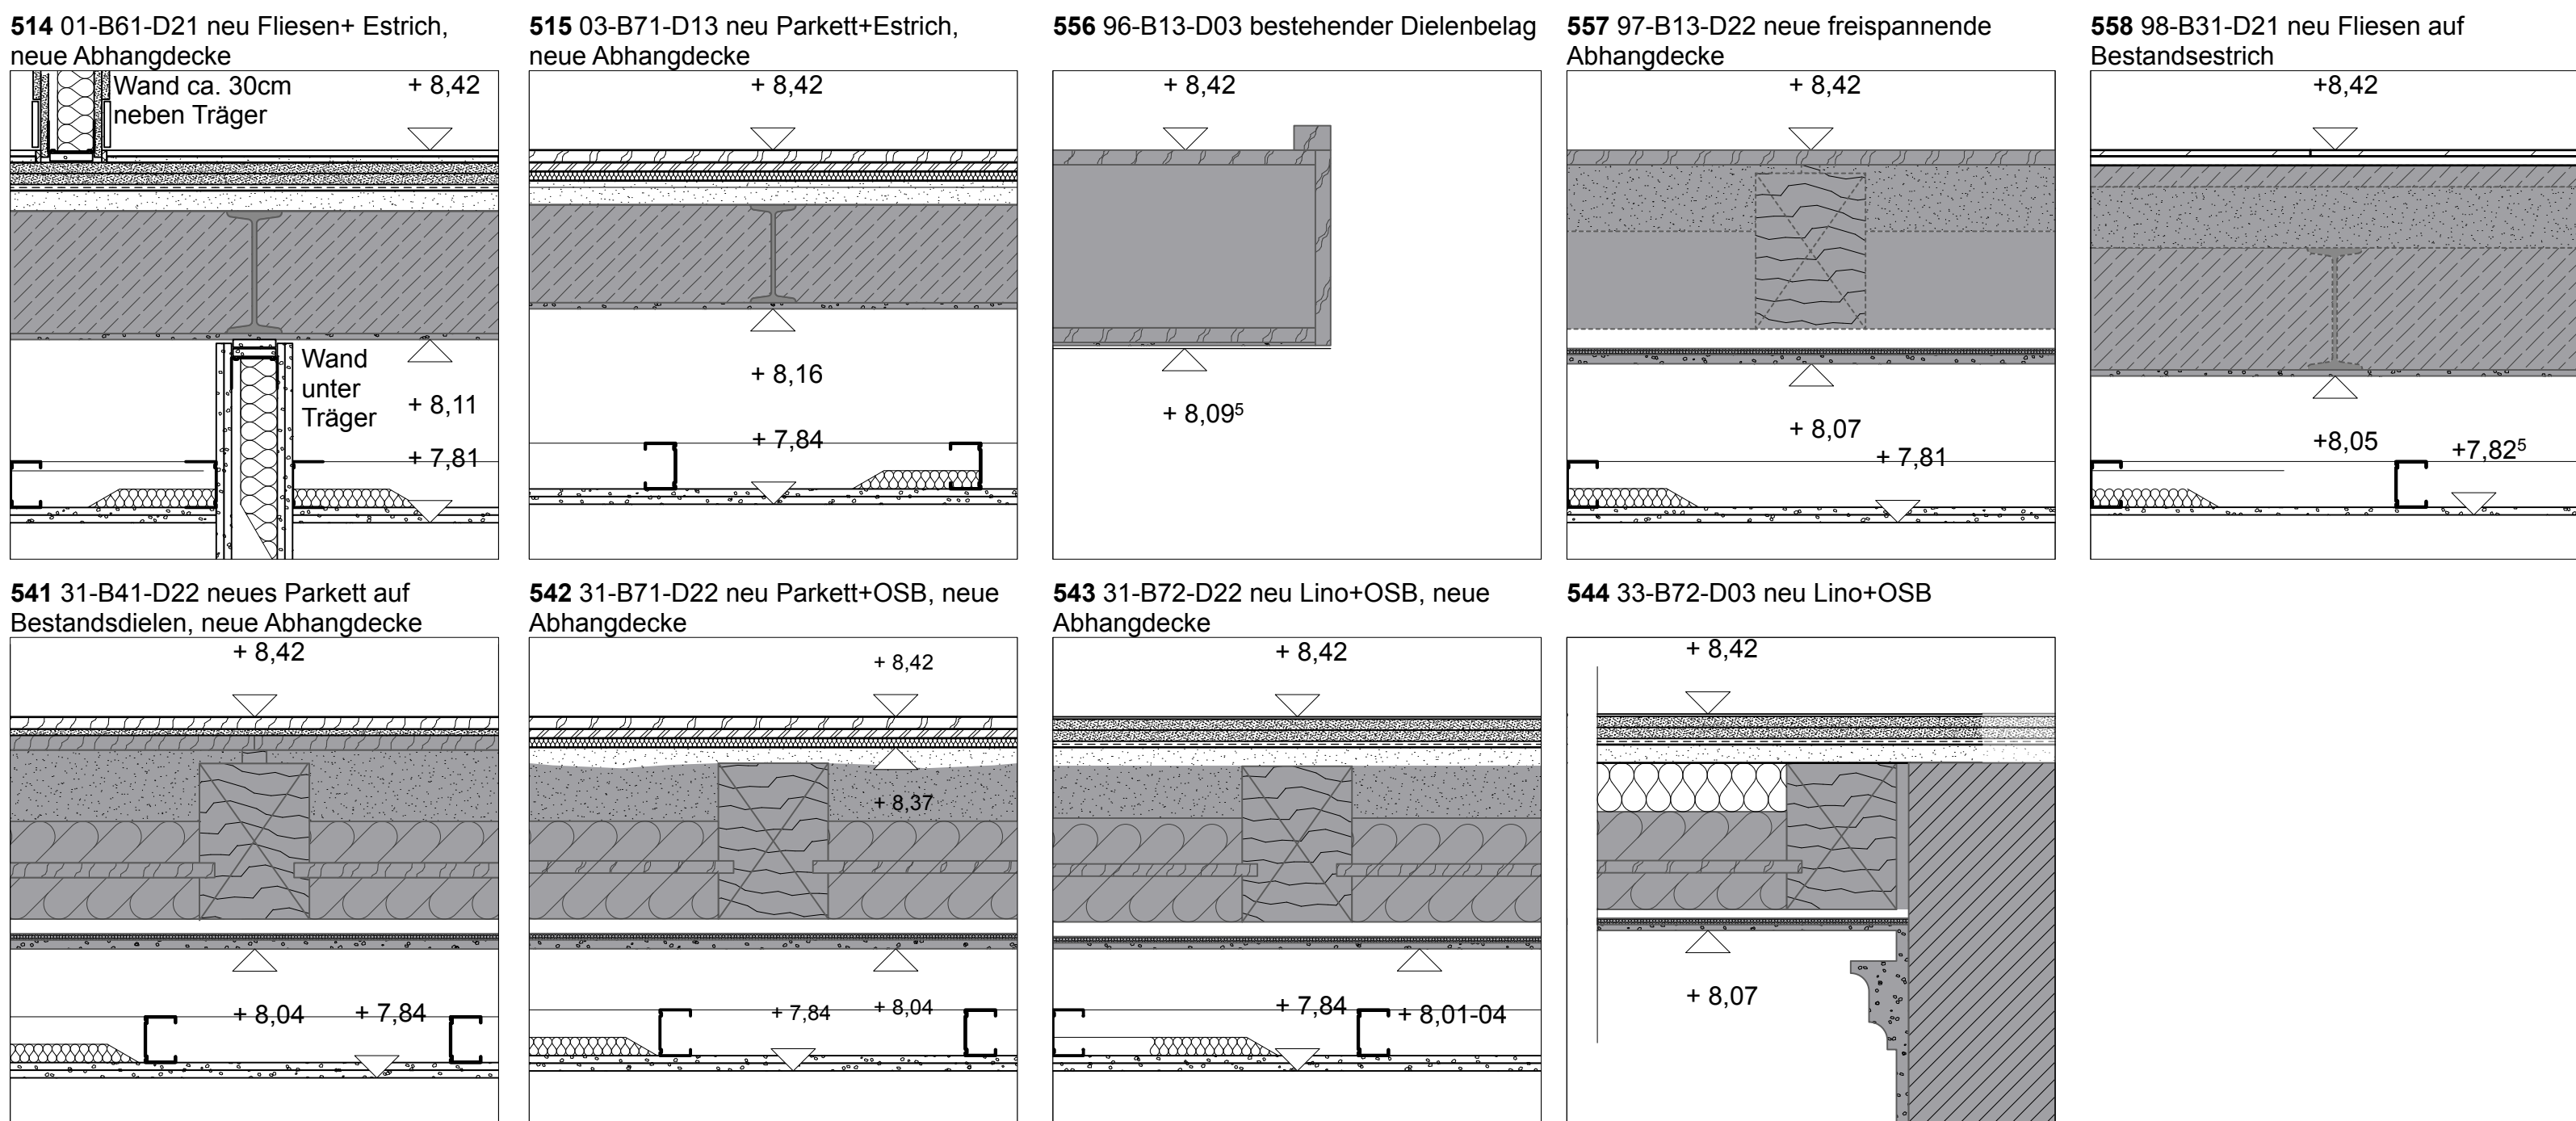 514 01-B61-D21 neu Fliesen+ Estrich,
neue Abhangdecke
Wand ca. 30cm
neben Träger
+ 8,42
Wand
unter
Träger
+ 8,11
+ 7,81
515 03-B71-D13 neu Parkett+Estrich,
neue Abhangdecke
+ 8,42
+ 8,16
+ 7,84
556 96-B13-D03 bestehender Dielenbelag
+ 8,42
+ 8,09⁵
557 97-B13-D22 neue freispannende
Abhangdecke
+ 8,42
+ 8,07
+ 7,81
558 98-B31-D21 neu Fliesen auf
Bestandsestrich
+8,42
+8,05
+7,82⁵
541 31-B41-D22 neues Parkett auf
Bestandsdielen, neue Abhangdecke
+ 8,42
+ 8,04
+ 7,84
542 31-B71-D22 neu Parkett+OSB, neue
Abhangdecke
+ 8,42
+ 8,37
+ 7,84
+ 8,04
543 31-B72-D22 neu Lino+OSB, neue
Abhangdecke
+ 8,42
+ 7,84
+ 8,01-04
544 33-B72-D03 neu Lino+OSB
+ 8,42
+ 8,07